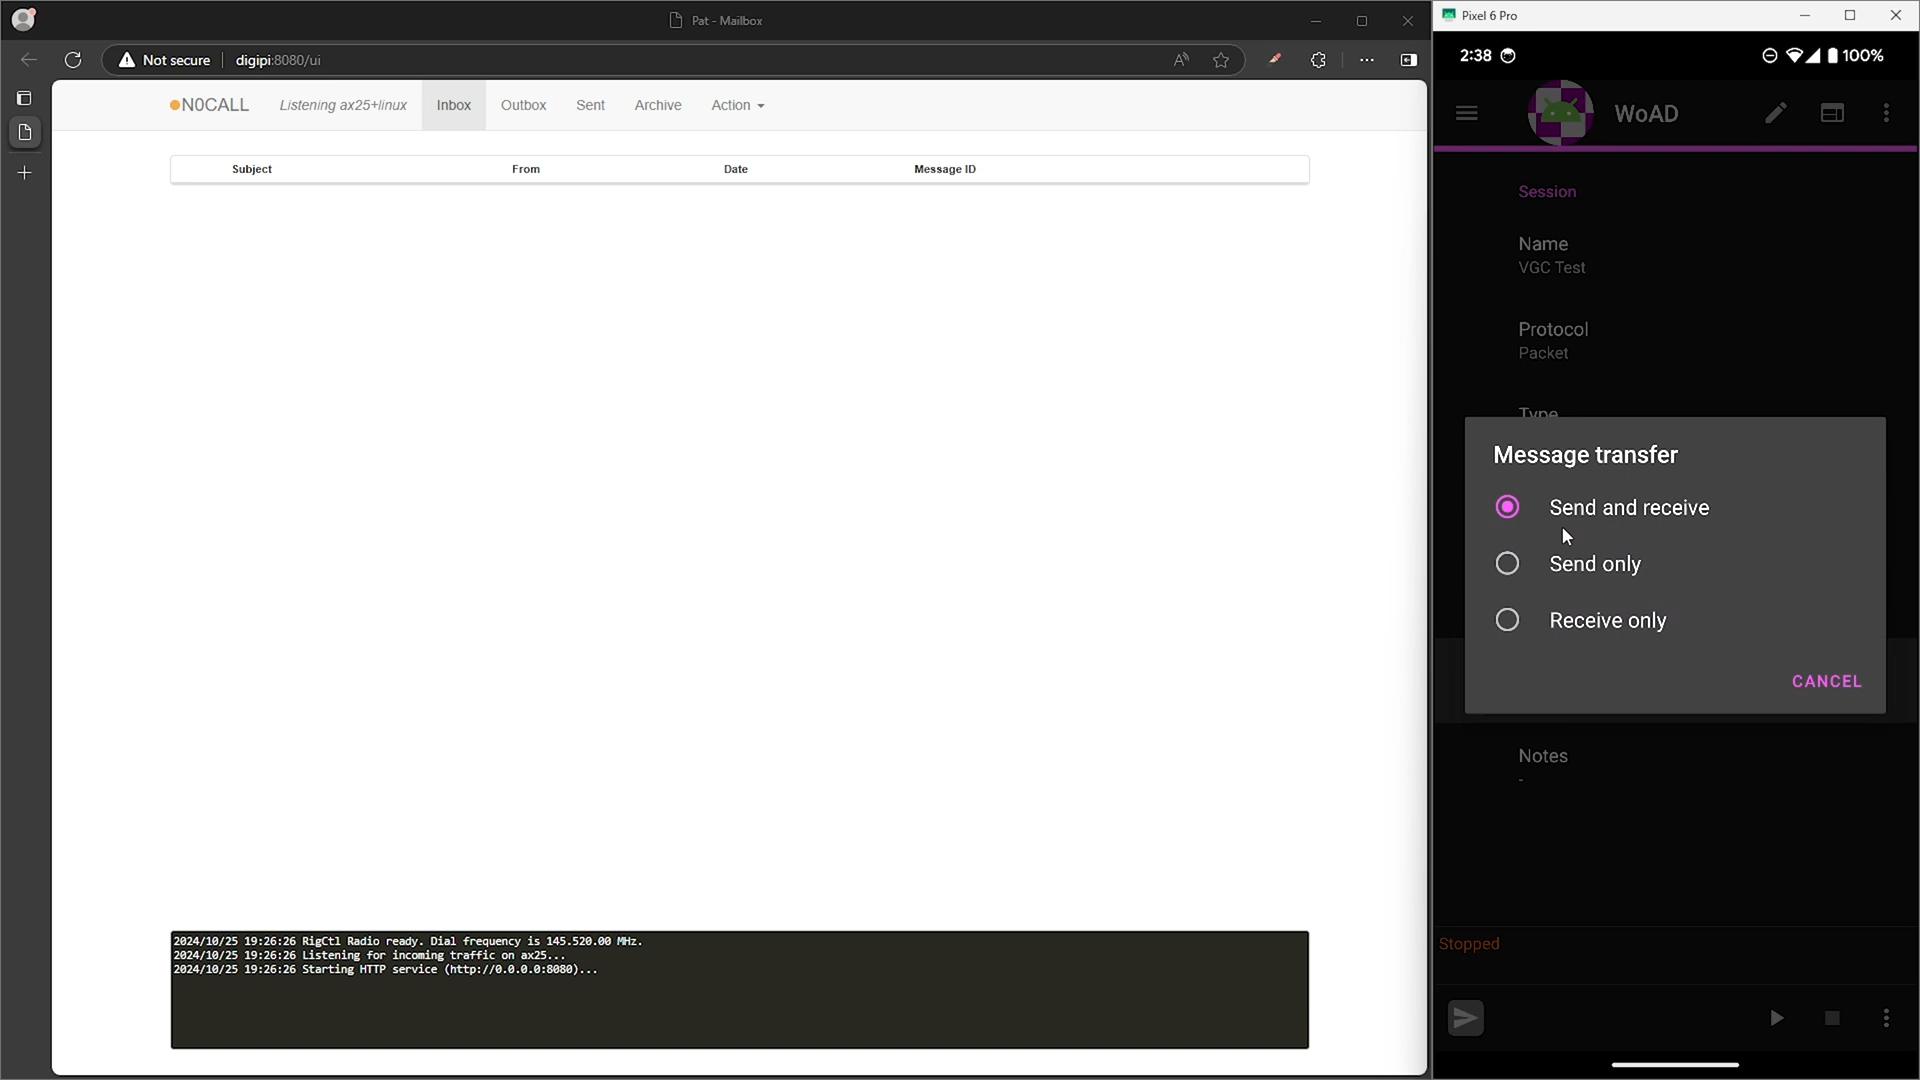 Pat - Mailbox
Not secure
digipi:8080/ui
N0CALL
Listening ax25+linux
Inbox
Outbox
Sent
Archive
Action
Subject
From
Date
Message ID
2024/10/25 19:26:26 RigCtl Radio ready. Dial frequency is 145.520.00 MHz.
2024/10/25 19:26:26 Listening for incoming traffic on ax25...
2024/10/25 19:26:26 Starting HTTP service (http://0.0.0.0:8080)...
Pixel 6 Pro
2:38
100%
WoAD
Session
Name
VGC Test
Protocol
Packet
Type
Message transfer
Send and receive
Send only
Receive only
CANCEL
Notes
-
Stopped